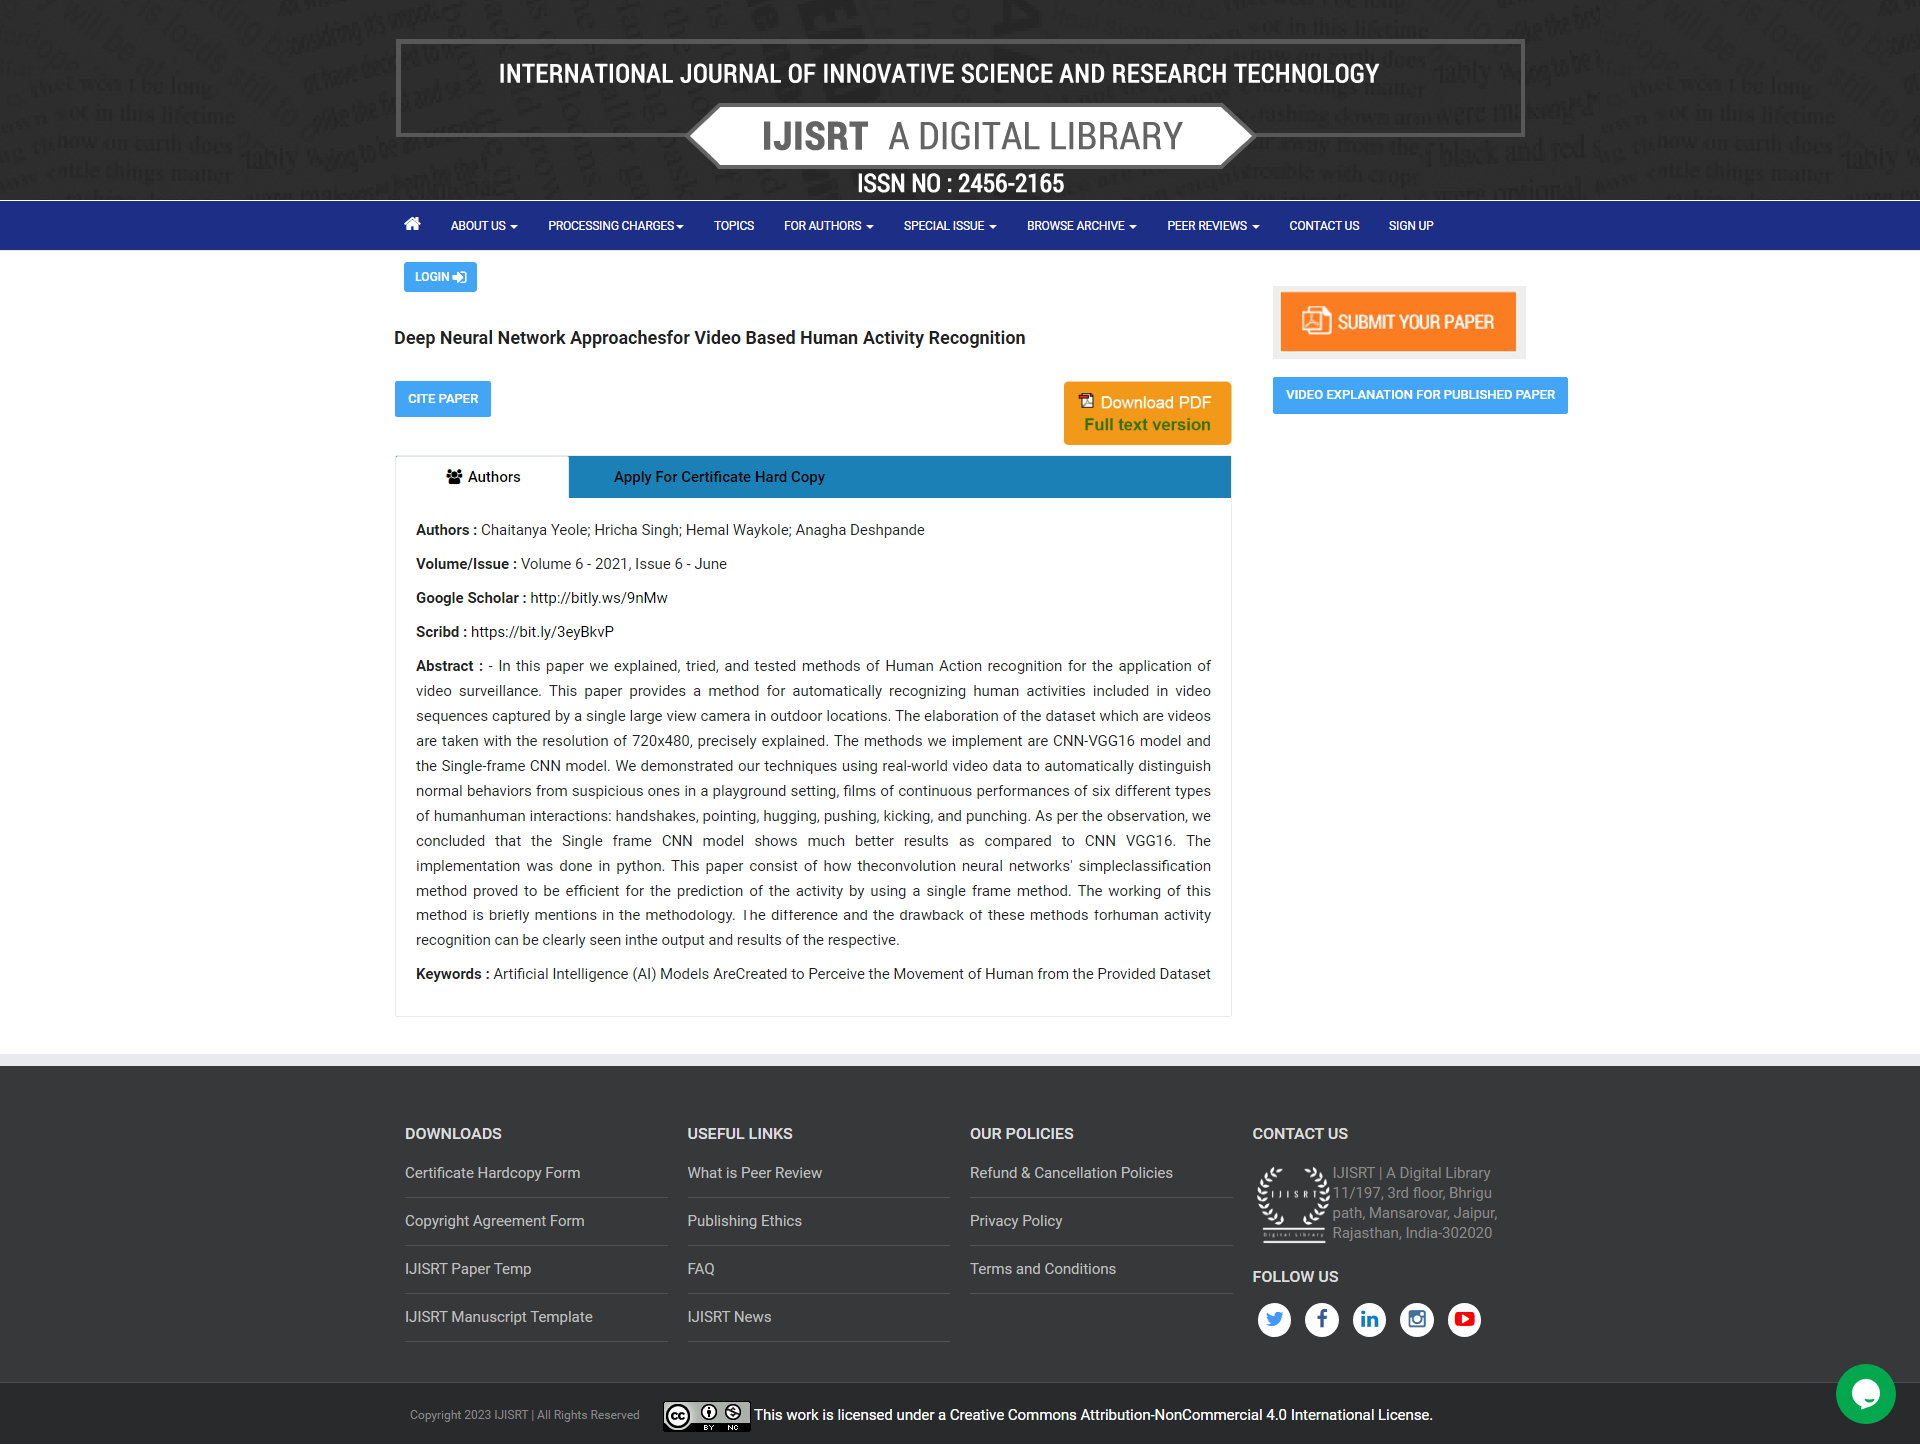 INTERNATIONAL JOURNAL OF INNOVATIVE SCIENCE AND RESEARCH TECHNOLOGY
IJISRT A DIGITAL LIBRARY
ISSN NO : 2456-2165
ABOUT US PROCESSING CHARGES TOPICS FOR AUTHORS SPECIAL ISSUE BROWSE ARCHIVE PEER REVIEWS CONTACT US SIGN UP
LOGIN
SUBMIT YOUR PAPER
Deep Neural Network Approachesfor Video Based Human Activity Recognition
CITE PAPER
Download PDF
Full text version
VIDEO EXPLANATION FOR PUBLISHED PAPER
Authors
Apply For Certificate Hard Copy
Authors : Chaitanya Yeole; Hricha Singh; Hemal Waykole; Anagha Deshpande
Volume/Issue : Volume 6 - 2021, Issue 6 - June
Google Scholar : http://bitly.ws/9nMw
Scribd : https://bit.ly/3eyBkvP
Abstract : - In this paper we explained, tried, and tested methods of Human Action recognition for the application of
video surveillance. This paper provides a method for automatically recognizing human activities included in video
sequences captured by a single large view camera in outdoor locations. The elaboration of the dataset which are videos
are taken with the resolution of 720x480, precisely explained. The methods we implement are CNN-VGG16 model and
the Single-frame CNN model. We demonstrated our techniques using real-world video data to automatically distinguish
normal behaviors from suspicious ones in a playground setting, films of continuous performances of six different types
of humanhuman interactions: handshakes, pointing, hugging, pushing, kicking, and punching. As per the observation, we
concluded that the Single frame CNN model shows much better results as compared to CNN VGG16. The
implementation was done in python. This paper consist of how theconvolution neural networks' simpleclassification
method proved to be efficient for the prediction of the activity by using a single frame method. The working of this
method is briefly mentions in the methodology. The difference and the drawback of these methods forhuman activity
recognition can be clearly seen inthe output and results of the respective.
Keywords : Artificial Intelligence (AI) Models AreCreated to Perceive the Movement of Human from the Provided Dataset
DOWNLOADS
Certificate Hardcopy Form
Copyright Agreement Form
IJISRT Paper Temp
IJISRT Manuscript Template
USEFUL LINKS
What is Peer Review
Publishing Ethics
FAQ
IJISRT News
OUR POLICIES
Refund & Cancellation Policies
Privacy Policy
Terms and Conditions
CONTACT US
IJISRT
Digital Library
IJISRT | A Digital Library
11/197, 3rd floor, Bhrigu
path, Mansarovar, Jaipur,
Rajasthan, India-302020
FOLLOW US
Copyright 2023 IJISRT | All Rights Reserved
cc BY NC
This work is licensed under a Creative Commons Attribution-NonCommercial 4.0 International License.